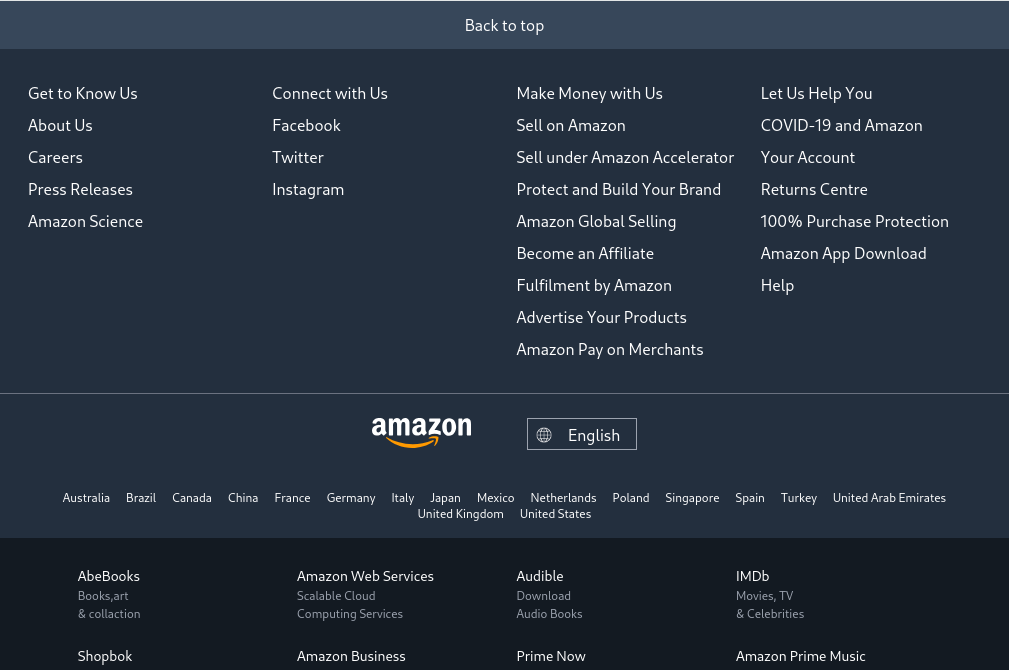 Back to top
Get to Know Us
About Us
Careers
Press Releases
Amazon Science
Connect with Us
Facebook
Twitter
Instagram
Make Money with Us
Sell on Amazon
Sell under Amazon Accelerator
Protect and Build Your Brand
Amazon Global Selling
Become an Affiliate
Fulfilment by Amazon
Advertise Your Products
Amazon Pay on Merchants
Let Us Help You
COVID-19 and Amazon
Your Account
Returns Centre
100% Purchase Protection
Amazon App Download
Help
amazon
English
Australia Brazil Canada China France Germany Italy Japan Mexico Netherlands Poland Singapore Spain Turkey United Arab Emirates
United Kingdom United States
AbeBooks
Books,art
& collaction
Amazon Web Services
Scalable Cloud
Computing Services
Audible
Download
Audio Books
IMDb
Movies, TV
& Celebrities
Shopbok
Amazon Business
Prime Now
Amazon Prime Music